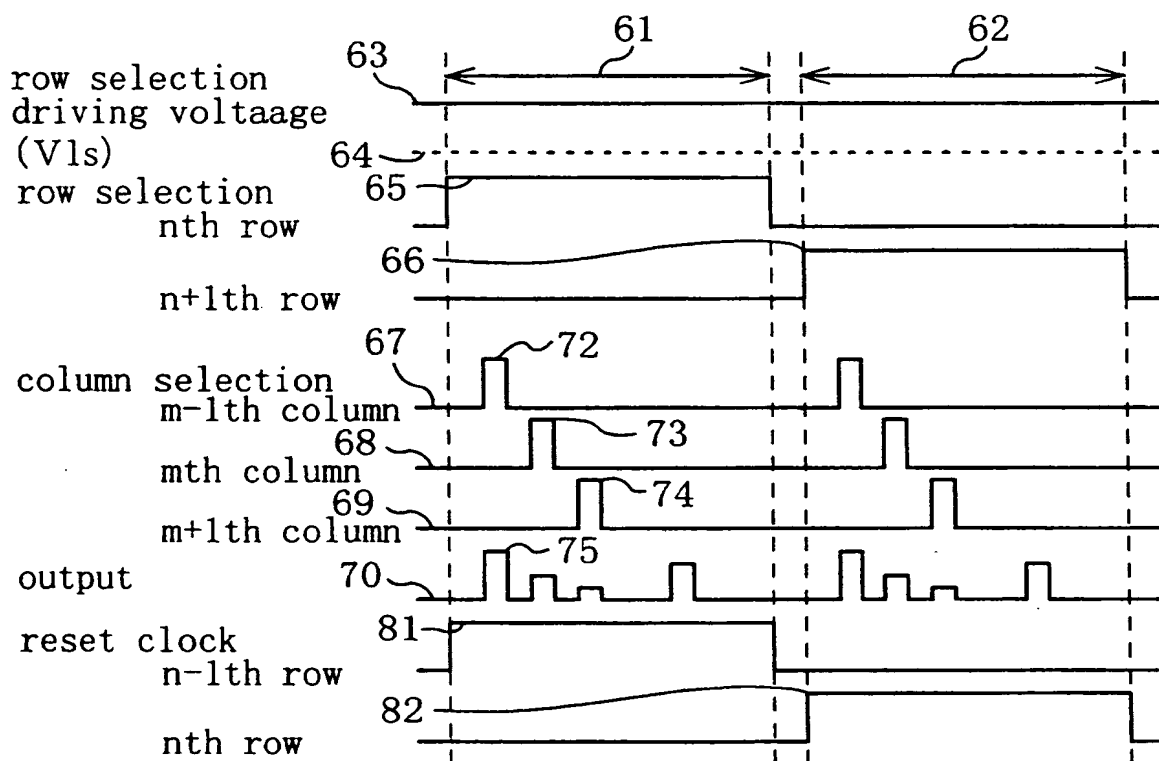 61
62
63
row selection
driving voltaage
(Vls)
64
row selection
65
nth row
66
n+1th row
67
72
column selection
m-1th column
68
73
mth column
69
74
m+1th column
75
output
70
reset clock
81
n-1th row
82
nth row